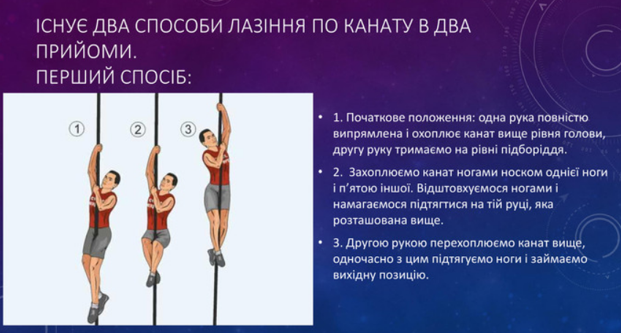 ІСНУЄ ДВА СПОСОБИ ЛАЗІННЯ ПО КАНАТУ В ДВА
ПРИЙОМИ.
ПЕРШИЙ СПОСІБ:
1
2
3
• 1. Початкове положення: одна рука повністю
випрямлена і охоплює канат вище рівня голови,
другу руку тримаємо на рівні підборіддя.
• 2.  Захоплюємо канат ногами носком однієї ноги
і п’ятою іншої. Відштовхуємося ногами і
намагаємося підтягтися на тій руці, яка
розташована вище.
• 3. Другою рукою перехоплюємо канат вище,
одночасно з цим підтягуємо ноги і займаємо
вихідну позицію.